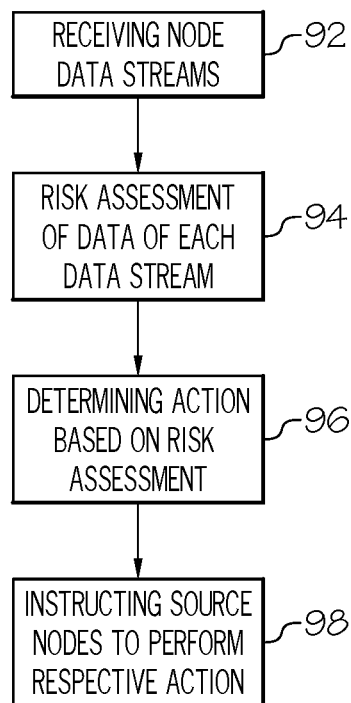 RECEIVING NODE
DATA STREAMS
92
RISK ASSESSMENT
OF DATA OF EACH
DATA STREAM
94
DETERMINING ACTION
BASED ON RISK
ASSESSMENT
96
INSTRUCTING SOURCE
NODES TO PERFORM
RESPECTIVE ACTION
98